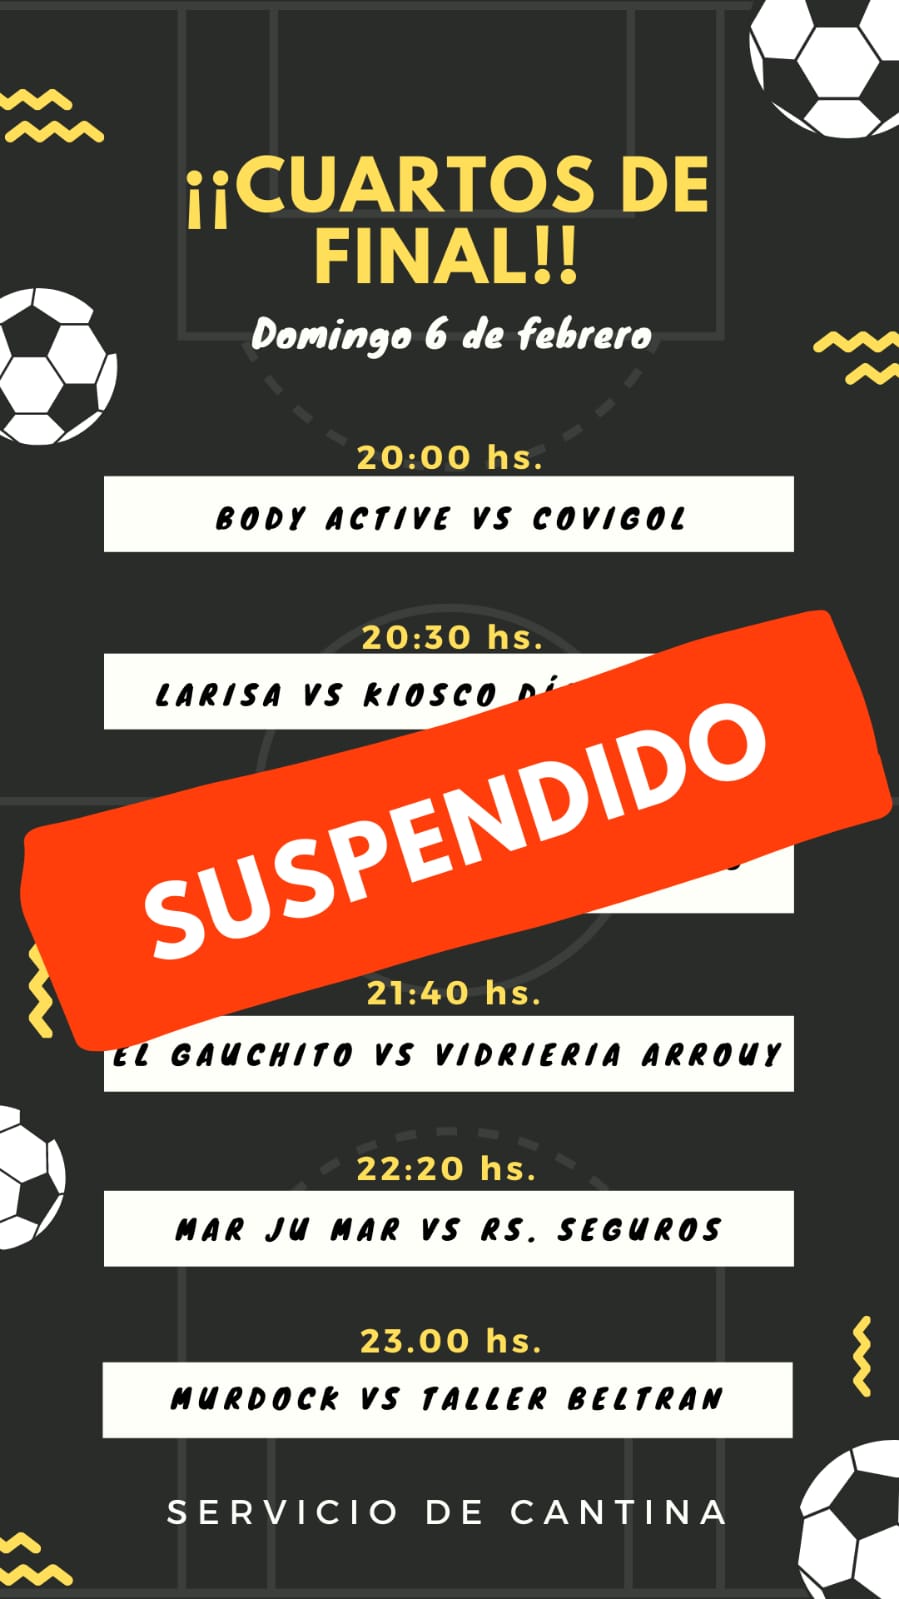 ¡¡CUARTOS DE
FINAL!!
Domingo 6 de febrero
20:00 hs.
BODY ACTIVE VS COVIGOL
20:30 hs.
LARISA VS KIOSCO
SUSPENDIDO
21:40 hs.
EL GAUCHITO VS VIDRIERIA ARROUY
22:20 hs.
MAR JU MAR VS RS. SEGUROS
23.00 hs.
MURDOCK VS TALLER BELTRAN
SERVICIO DE CANTINA